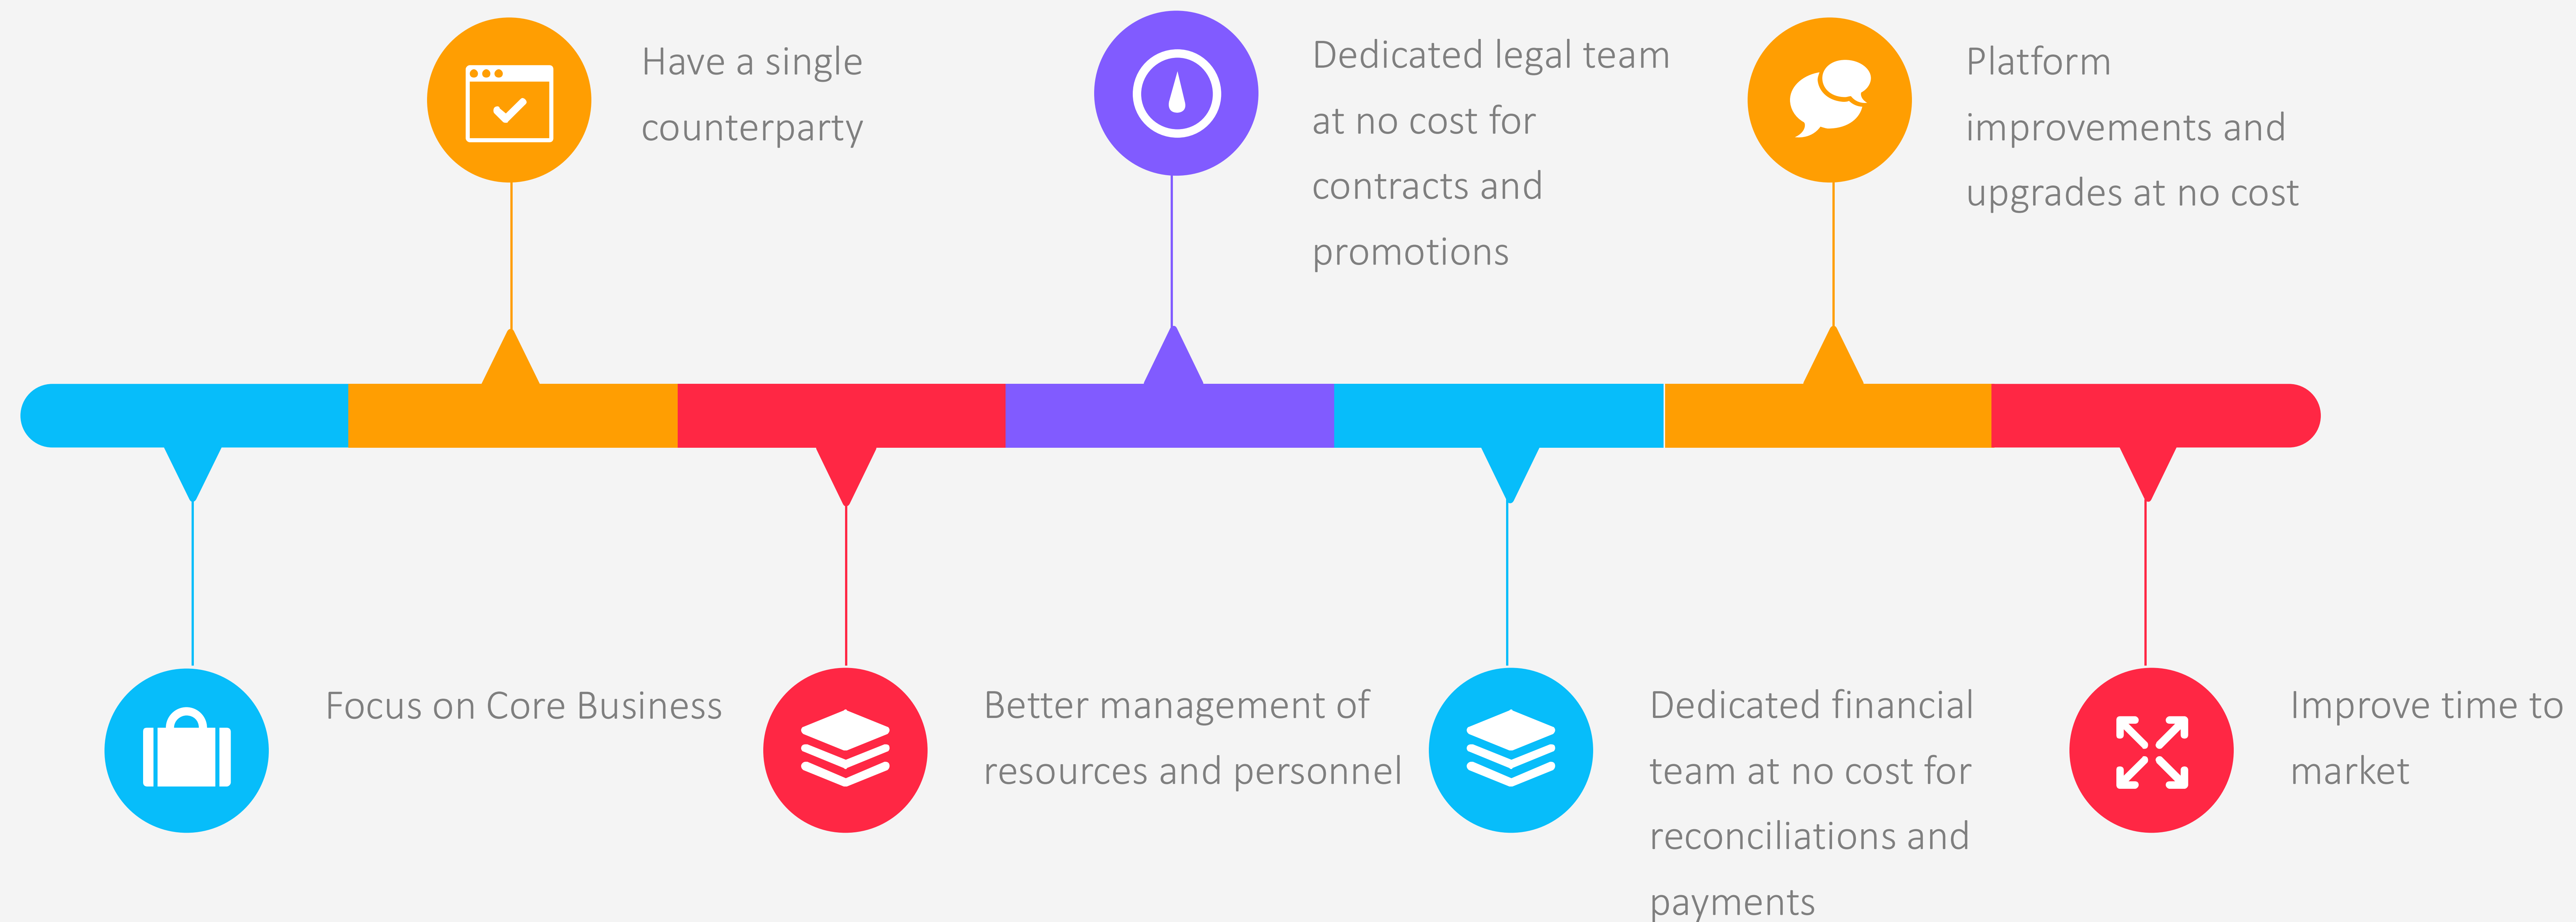 Have a single
counterparty
Dedicated legal team
at no cost for
contracts and
promotions
Platform
improvements and
upgrades at no cost
Focus on Core Business
Better management of
resources and personnel
Dedicated financial
team at no cost for
reconciliations and
payments
Improve time to
market